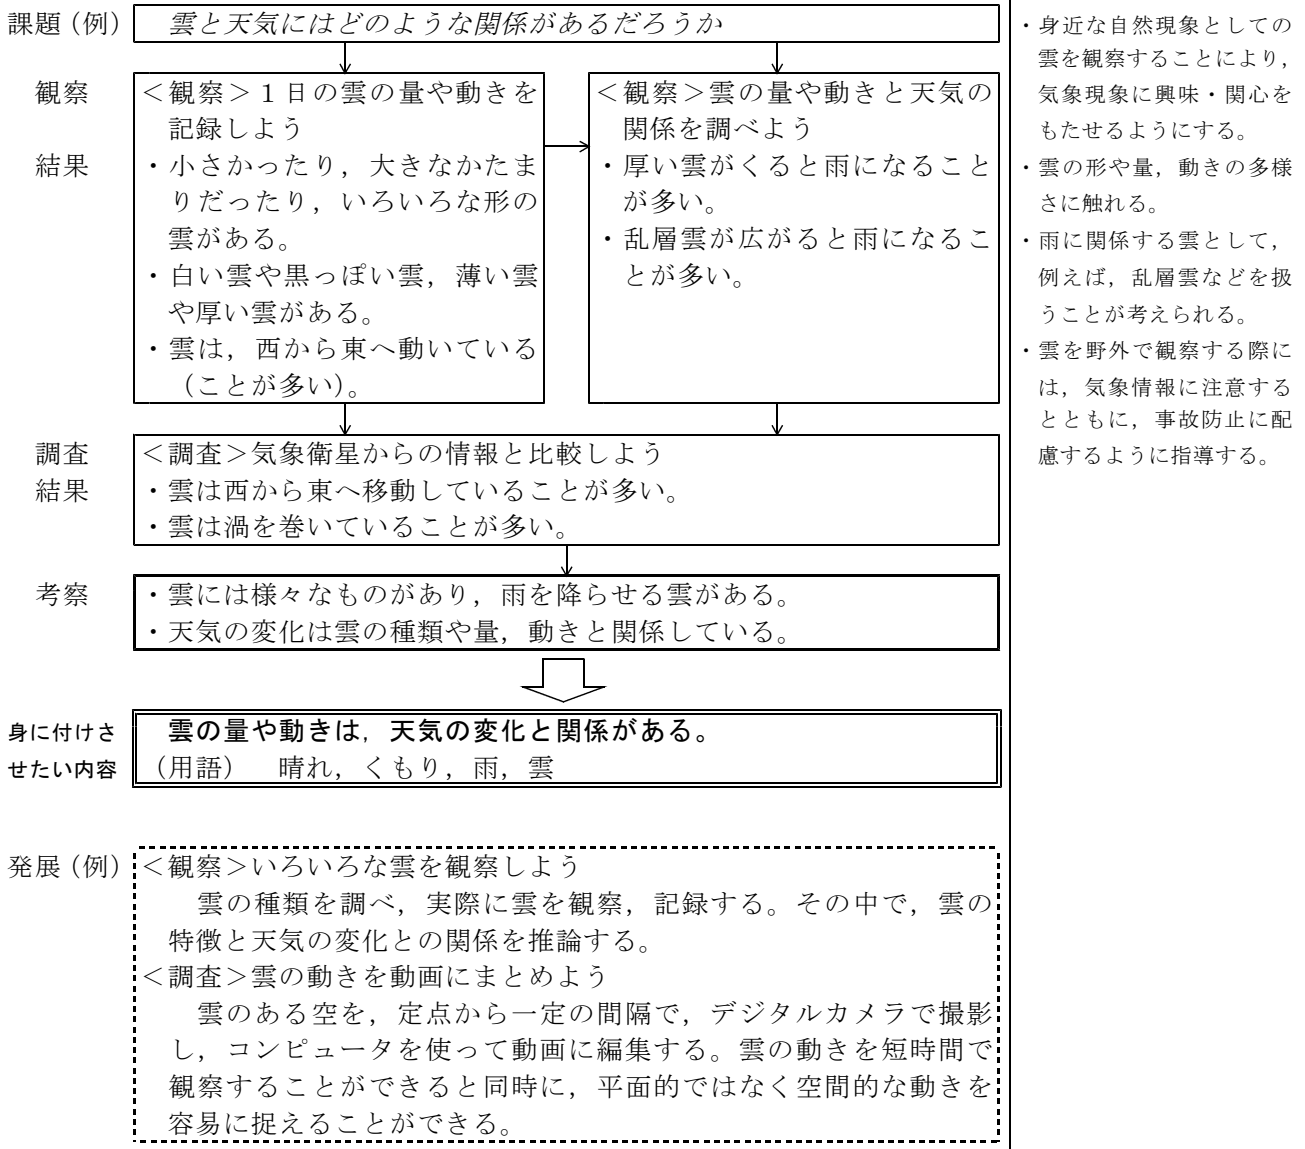 課題（例）
雲と天気にはどのような関係があるだろうか
観察
＜観察＞１日の雲の量や動きを
記録しよう
結果
・小さかったり，大きなかたま
りだったり，いろいろな形の
雲がある。
・白い雲や黒っぽい雲，薄い雲
や厚い雲がある。
・雲は，西から東へ動いている
（ことが多い）。
＜観察＞雲の量や動きと天気の
関係を調べよう
・厚い雲がくると雨になること
が多い。
・乱層雲が広がると雨になるこ
とが多い。
調査
＜調査＞気象衛星からの情報と比較しよう
結果
・雲は西から東へ移動していることが多い。
・雲は渦を巻いていることが多い。
考察
・雲には様々なものがあり，雨を降らせる雲がある。
・天気の変化は雲の種類や量，動きと関係している。
身に付けさ
せたい内容
雲の量や動きは，天気の変化と関係がある。
（用語）　晴れ，くもり，雨，雲
発展（例）
＜観察＞いろいろな雲を観察しよう
雲の種類を調べ，実際に雲を観察，記録する。その中で，雲の
特徴と天気の変化との関係を推論する。
＜調査＞雲の動きを動画にまとめよう
雲のある空を，定点から一定の間隔で，デジタルカメラで撮影
し，コンピュータを使って動画に編集する。雲の動きを短時間で
観察することができると同時に，平面的ではなく空間的な動きを
容易に捉えることができる。
・身近な自然現象としての
雲を観察することにより，
気象現象に興味・関心を
もたせるようにする。
・雲の形や量，動きの多様
さに触れる。
・雨に関係する雲として，
例えば，乱層雲などを扱
うことが考えられる。
・雲を野外で観察する際に
は，気象情報に注意する
とともに，事故防止に配
慮するように指導する。